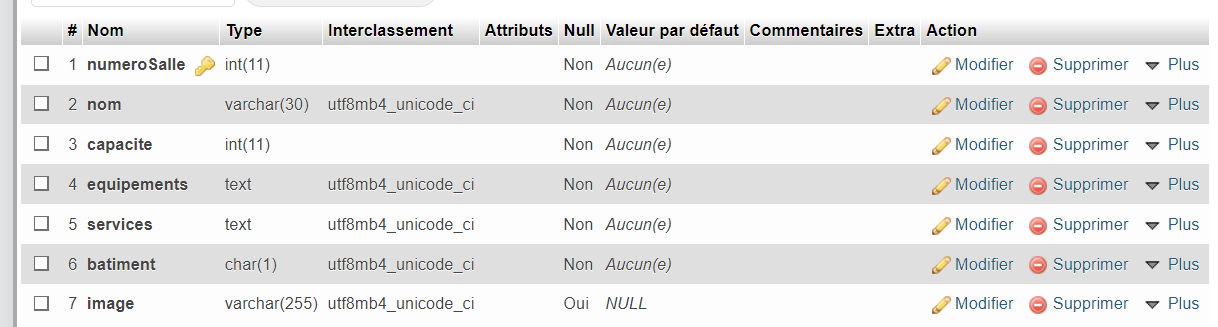 # Nom Type Interclassement Attributs Null Valeur par défaut Commentaires Extra Action
1 numeroSalle int(11) Non Aucun(e) Modifier Supprimer Plus
2 nom varchar(30) utf8mb4_unicode_ci Non Aucun(e) Modifier Supprimer Plus
3 capacite int(11) Non Aucun(e) Modifier Supprimer Plus
4 equipements text utf8mb4_unicode_ci Non Aucun(e) Modifier Supprimer Plus
5 services text utf8mb4_unicode_ci Non Aucun(e) Modifier Supprimer Plus
6 batiment char(1) utf8mb4_unicode_ci Non Aucun(e) Modifier Supprimer Plus
7 image varchar(255) utf8mb4_unicode_ci Oui NULL Modifier Supprimer Plus